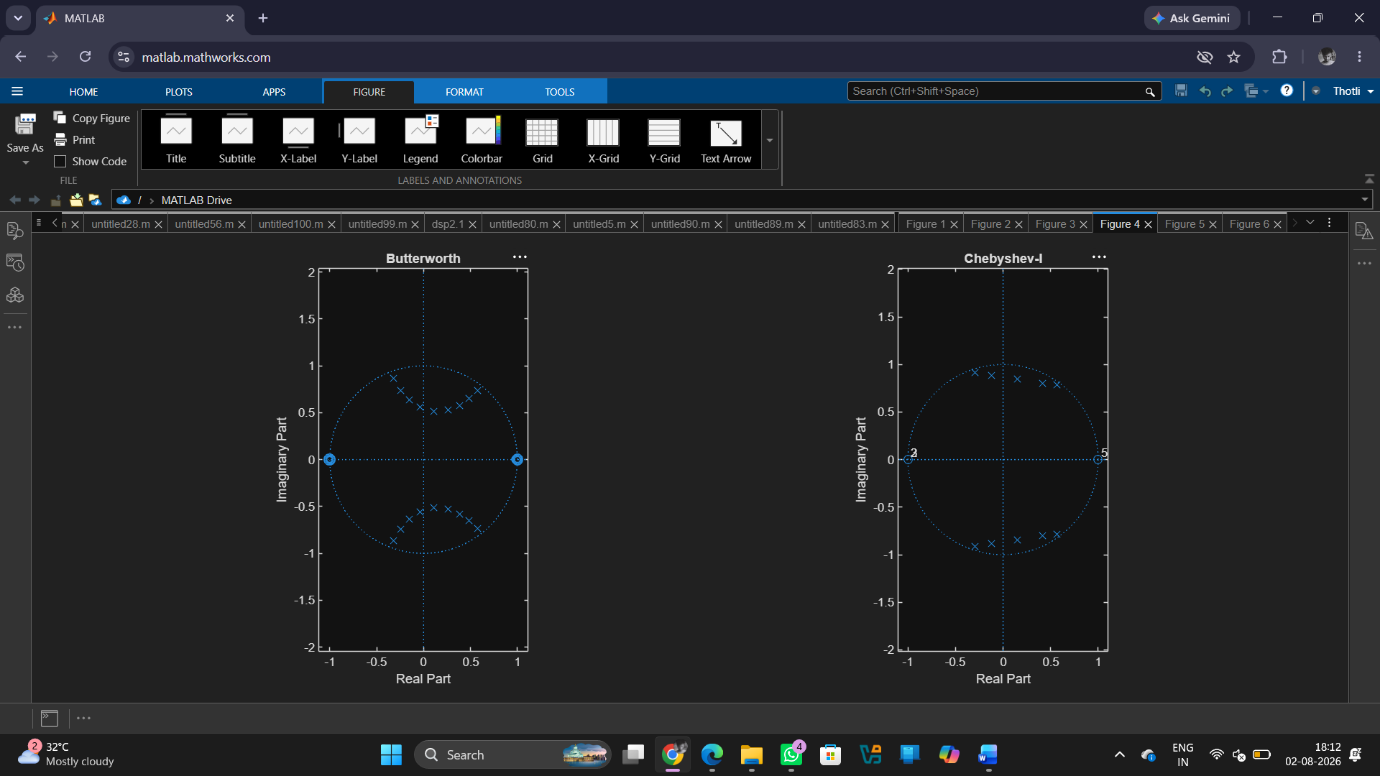 MATLAB
Ask Gemini
matlab.mathworks.com
HOME PLOTS APPS FIGURE FORMAT TOOLS
Search (Ctrl+Shift+Space)
Thotli
Save As
Copy Figure
Print
Show Code
FILE
Title Subtitle X-Label Y-Label Legend Colorbar Grid X-Grid Y-Grid Text Arrow
LABELS AND ANNOTATIONS
/ › MATLAB Drive
untitled28.m untitled56.m untitled100.m untitled99.m dsp2.1 untitled80.m untitled5.m untitled90.m untitled89.m untitled83.m Figure 1 Figure 2 Figure 3 Figure 4 Figure 5 Figure 6
Butterworth
2
1.5
1
0.5
0
-0.5
-1
-1.5
-2
Imaginary Part
-1 -0.5 0 0.5 1
Real Part
Chebyshev-I
2
1.5
1
0.5
0
-0.5
-1
-1.5
-2
Imaginary Part
5
-1 -0.5 0 0.5 1
Real Part
2
32°C
Mostly cloudy
Search
4
ENG
IN
18:12
02-08-2026